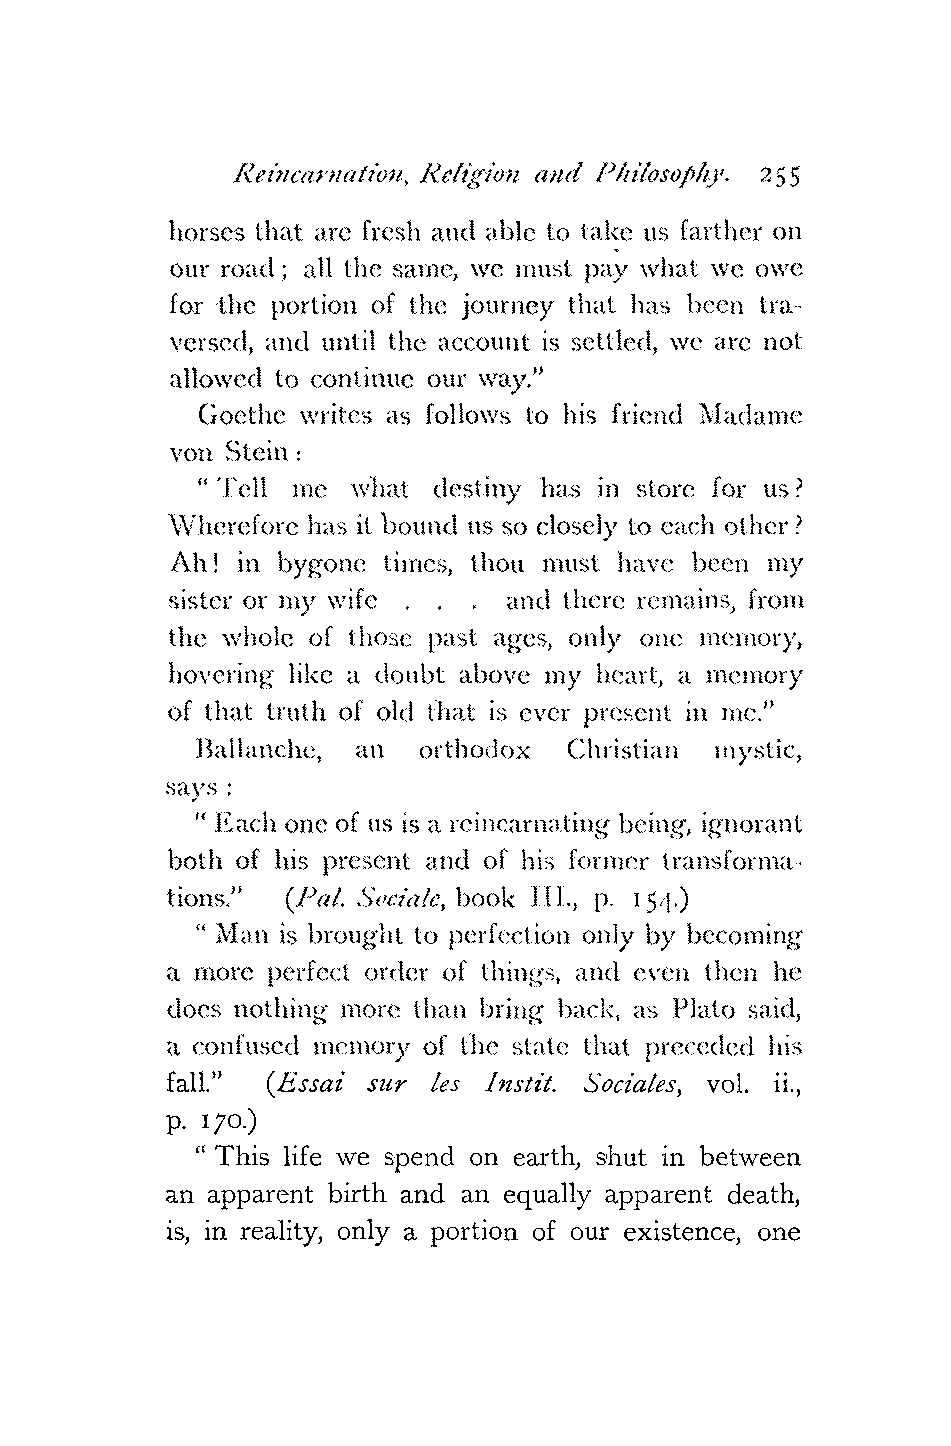 Reincarnation, Religion and Philosophy. 255
horses that are fresh and able to take us farther on
our road; all the same, we must pay what we owe
for the portion of the journey that has been tra-
versed, and until the account is settled, we are not
allowed to continue our way."
Goethe writes as follows to his friend Madame
von Stein:
"Tell me what destiny has in store for us?
Wherefore has it bound us so closely to each other?
Ah! in bygone times, thou must have been my
sister or my wife . . . and there remains, from
the whole of those past ages, only one memory,
hovering like a doubt above my heart, a memory
of that truth of old that is ever present in me."
Ballanche, an orthodox Christian mystic,
says:
"Each one of us is a reincarnating being, ignorant
both of his present and of his former transforma-
tions." (Pal. Sociale, book III., p. 154.)
"Man is brought to perfection only by becoming
a more perfect order of things, and even then he
does nothing more than bring back, as Plato said,
a confused memory of the state that preceded his
fall." (Essai sur les Instit. Sociales, vol. ii.,
p. 170.)
"This life we spend on earth, shut in between
an apparent birth and an equally apparent death,
is, in reality, only a portion of our existence, one